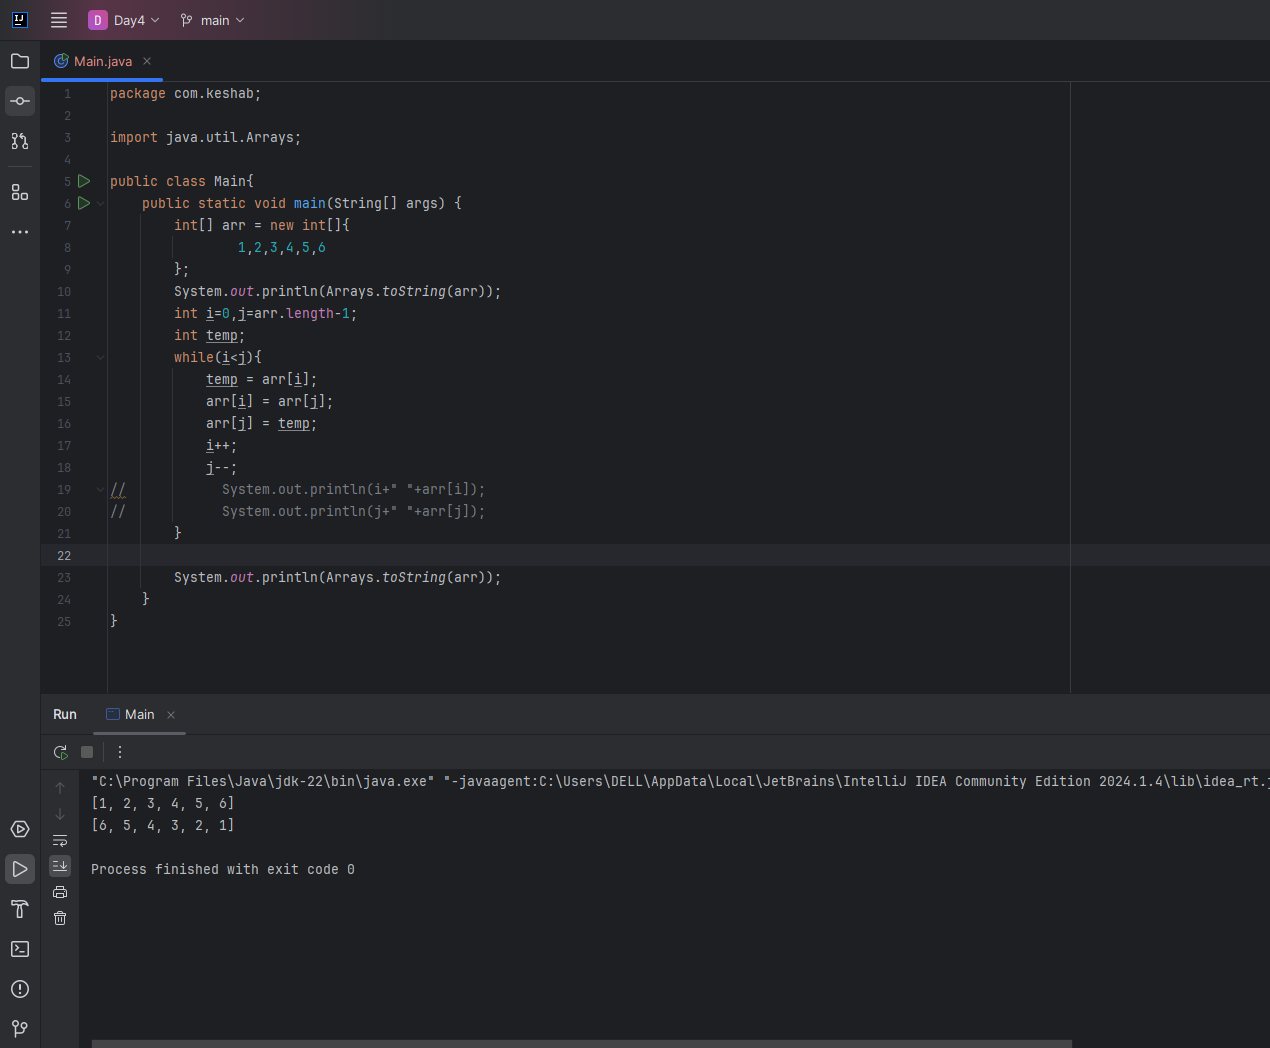 IJ D Day4 main
Main.java
1 package com.keshab;
2
3 import java.util.Arrays;
4
5 public class Main{
6     public static void main(String[] args) {
7         int[] arr = new int[]{
8                 1,2,3,4,5,6
9         };
10         System.out.println(Arrays.toString(arr));
11         int i=0,j=arr.length-1;
12         int temp;
13         while(i<j){
14             temp = arr[i];
15             arr[i] = arr[j];
16             arr[j] = temp;
17             i++;
18             j--;
19 //            System.out.println(i+" "+arr[i]);
20 //            System.out.println(j+" "+arr[j]);
21         }
22
23         System.out.println(Arrays.toString(arr));
24     }
25 }
Run Main
"C:\Program Files\Java\jdk-22\bin\java.exe" "-javaagent:C:\Users\DELL\AppData\Local\JetBrains\IntelliJ IDEA Community Edition 2024.1.4\lib\idea_rt.
[1, 2, 3, 4, 5, 6]
[6, 5, 4, 3, 2, 1]
Process finished with exit code 0